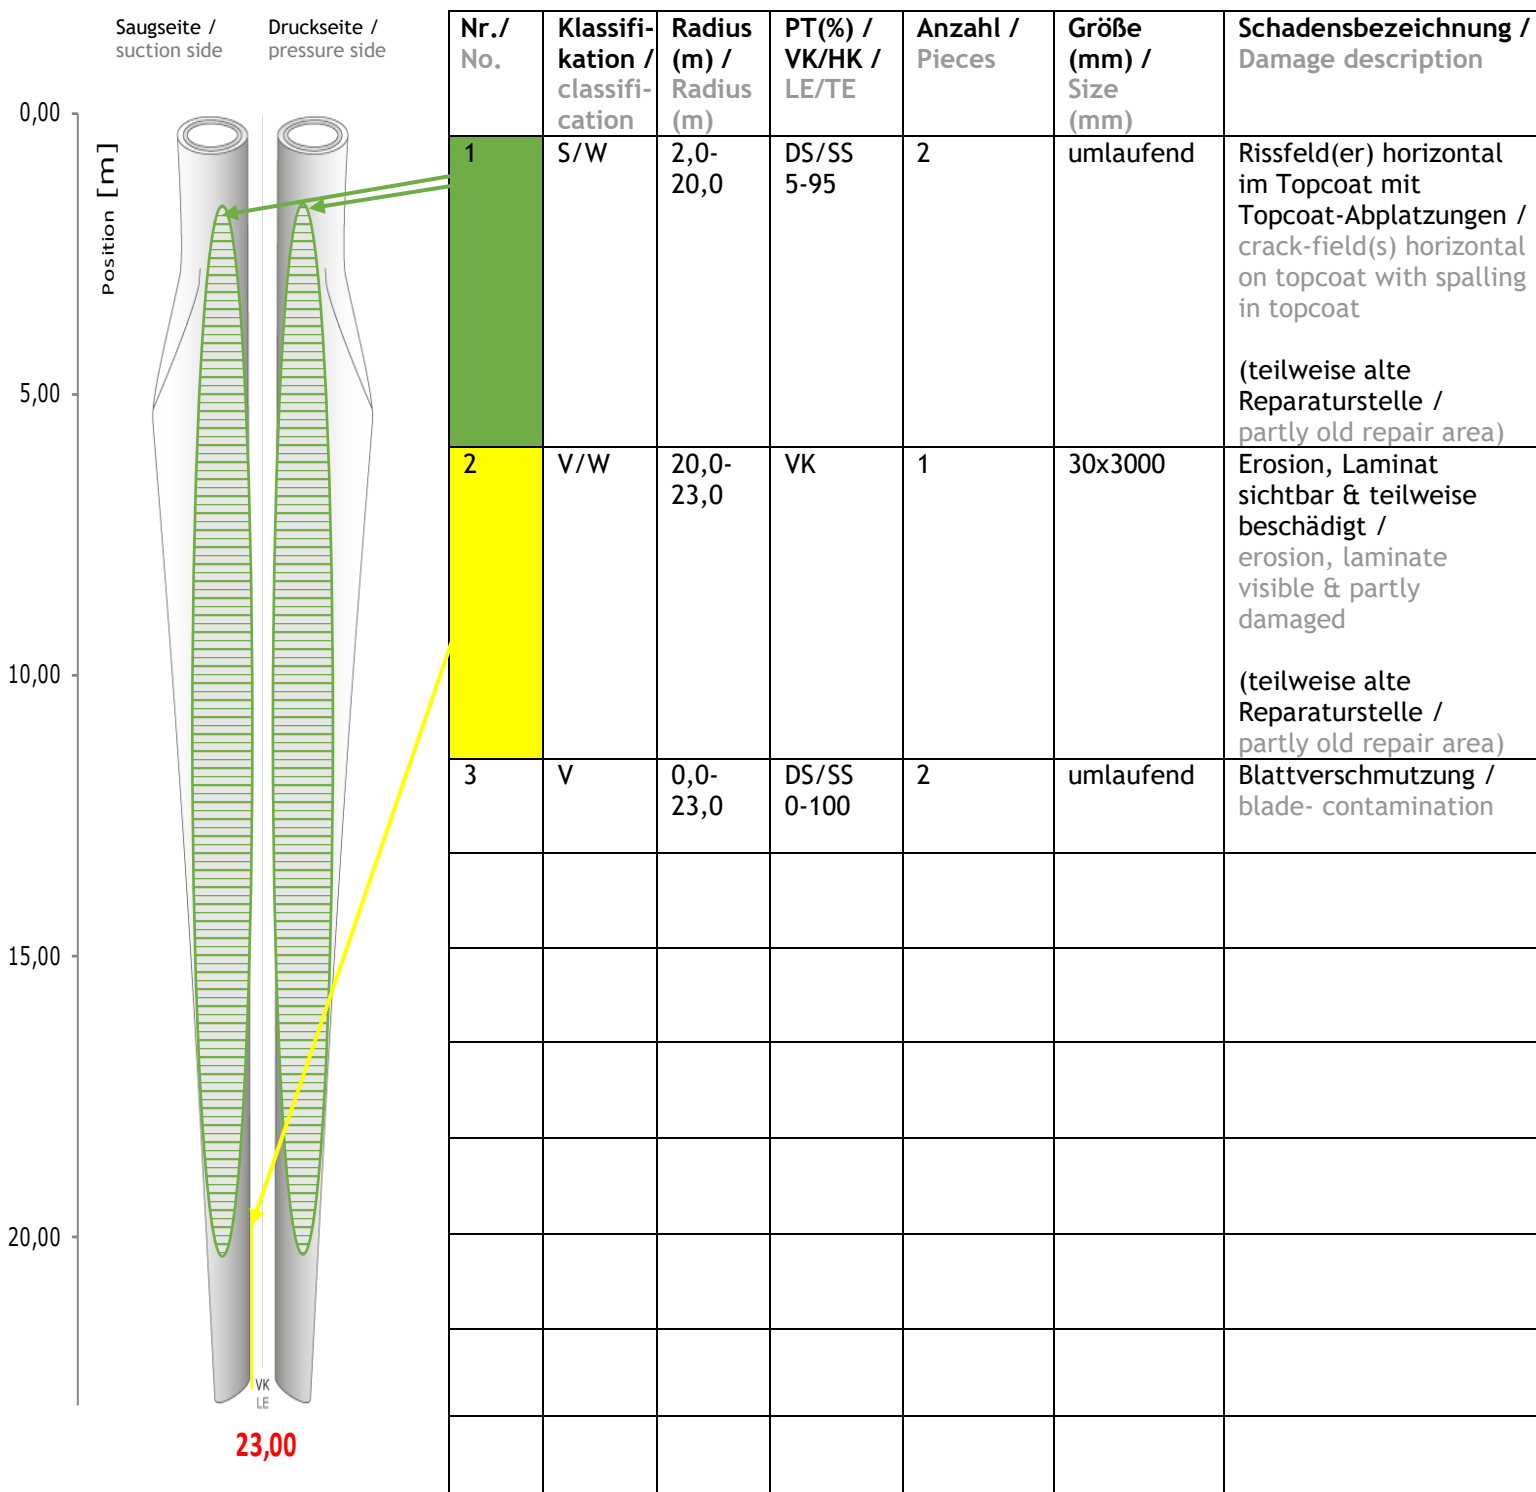 Saugseite /
suction side
Druckseite /
pressure side
0,00
5,00
10,00
15,00
20,00
Position [m]
VK
LE
23,00
Nr./
No.
Klassifi-
kation /
classifi-
cation
Radius
(m) /
Radius
(m)
PT(%) /
VK/HK /
LE/TE
Anzahl /
Pieces
Größe
(mm) /
Size
(mm)
Schadensbezeichnung /
Damage description
1
S/W
2,0-
20,0
DS/SS
5-95
2
umlaufend
Rissfeld(er) horizontal
im Topcoat mit
Topcoat-Abplatzungen /
crack-field(s) horizontal
on topcoat with spalling
in topcoat
(teilweise alte
Reparaturstelle /
partly old repair area)
2
V/W
20,0-
23,0
VK
1
30x3000
Erosion, Laminat
sichtbar & teilweise
beschädigt /
erosion, laminate
visible & partly
damaged
(teilweise alte
Reparaturstelle /
partly old repair area)
3
V
0,0-
23,0
DS/SS
0-100
2
umlaufend
Blattverschmutzung /
blade- contamination